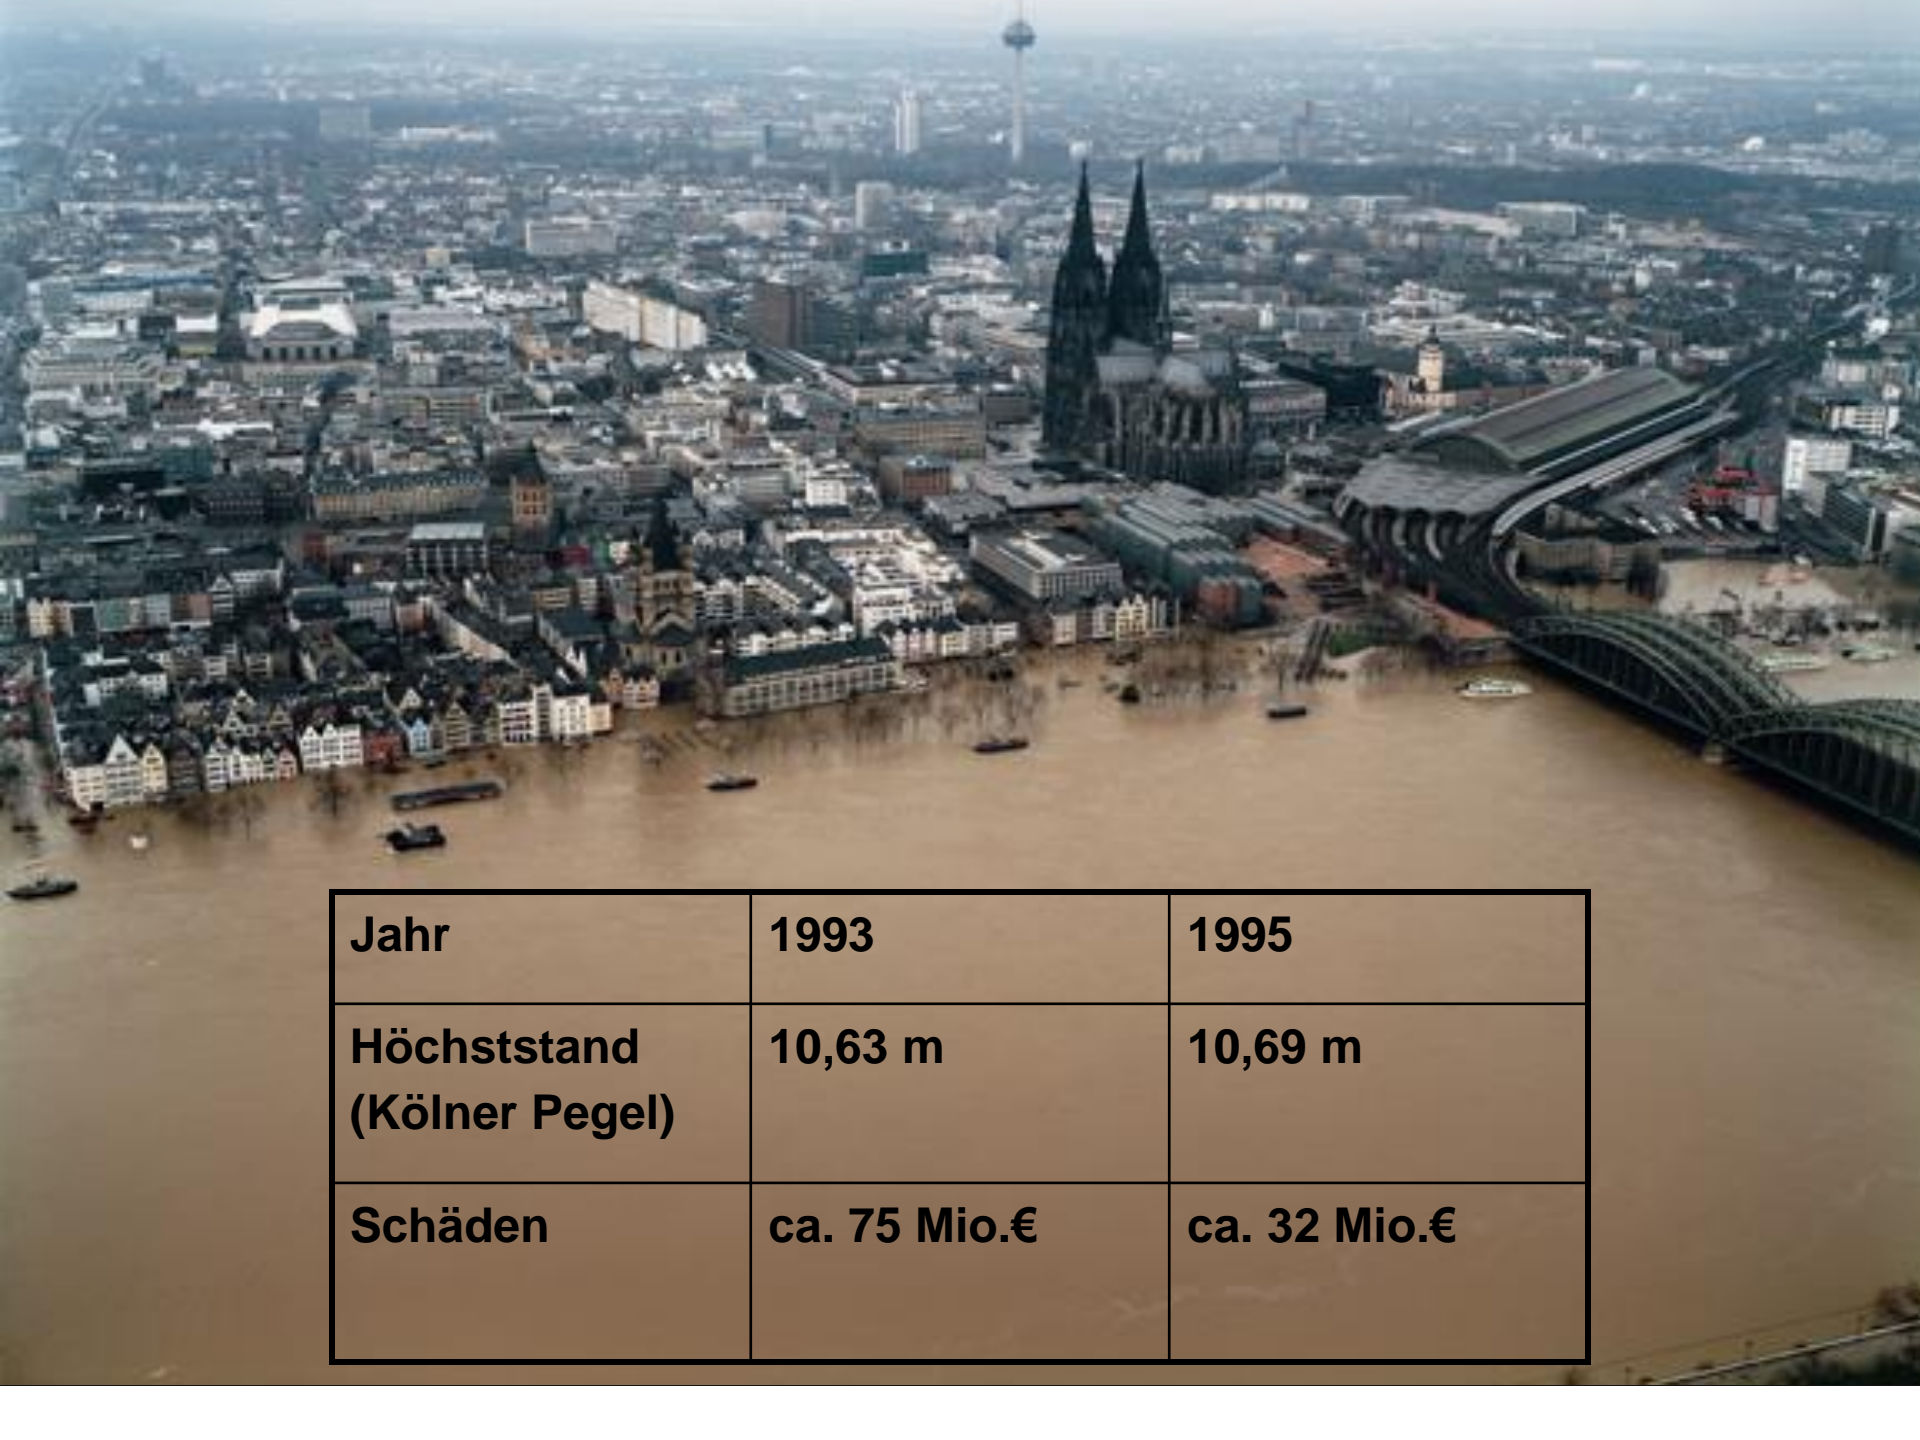 Jahr 1993 1995
Höchststand 10,63 m 10,69 m
(Kölner Pegel)
Schäden ca. 75 Mio.€ ca. 32 Mio.€